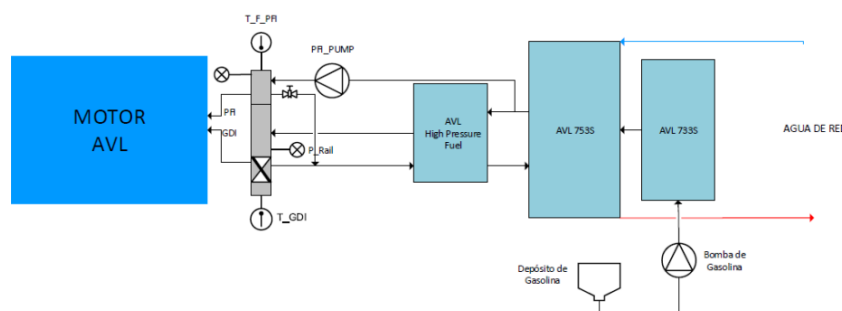 T_F_PFI
PFI_PUMP
MOTOR
AVL
PFI
GDI
P_Rail
AVL
High Pressure
Fuel
AVL 753S
AVL 733S
AGUA DE RED
T_GDI
Depósito de
Gasolina
Bomba de
Gasolina